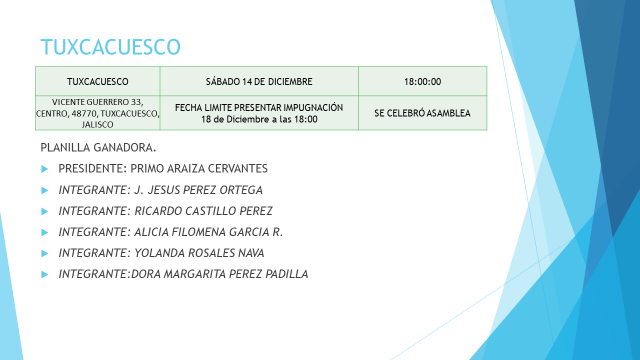 TUXCACUESCO
TUXCACUESCO
SÁBADO 14 DE DICIEMBRE
18:00:00
VICENTE GUERRERO 33,
CENTRO, 48770, TUXCACUESCO,
JALISCO
FECHA LIMITE PRESENTAR IMPUGNACIÓN
18 de Diciembre a las 18:00
SE CELEBRÓ ASAMBLEA
PLANILLA GANADORA.
PRESIDENTE: PRIMO ARAIZA CERVANTES
INTEGRANTE: J. JESUS PEREZ ORTEGA
INTEGRANTE: RICARDO CASTILLO PEREZ
INTEGRANTE: ALICIA FILOMENA GARCIA R.
INTEGRANTE: YOLANDA ROSALES NAVA
INTEGRANTE:DORA MARGARITA PEREZ PADILLA